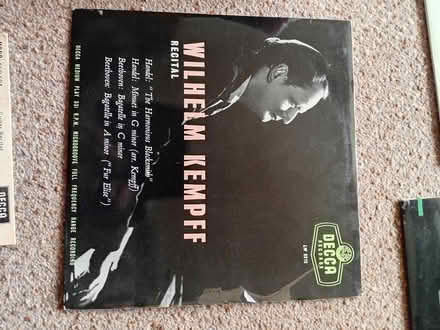 WILHELM KEMPFF
RECITAL
Handel: "The Harmonious Blacksmith"
Handel: Minuet in G minor (arr. Kempff)
Beethoven: Bagatelle in C minor
Beethoven: Bagatelle in A minor ("Für Elise")
DECCA MEDIUM PLAY 33⅓ R.P.M. MICROGROOVE FULL FREQUENCY RANGE RECORDING
DECCA
RECORDS
DECCA